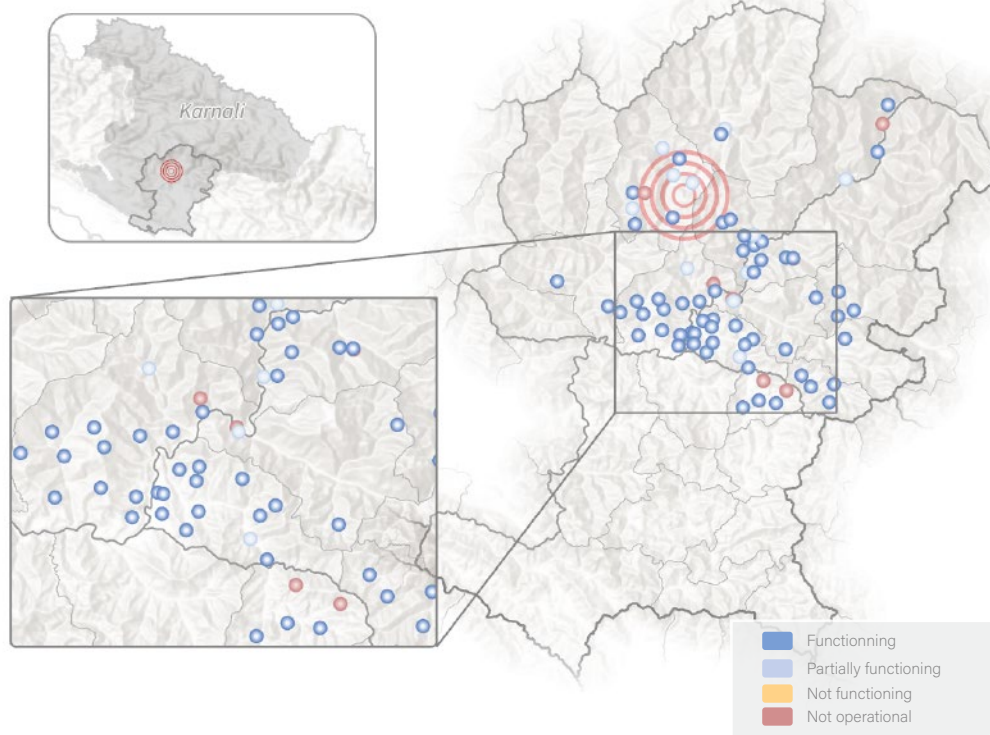 Karnali
Functionning
Partially functioning
Not functioning
Not operational